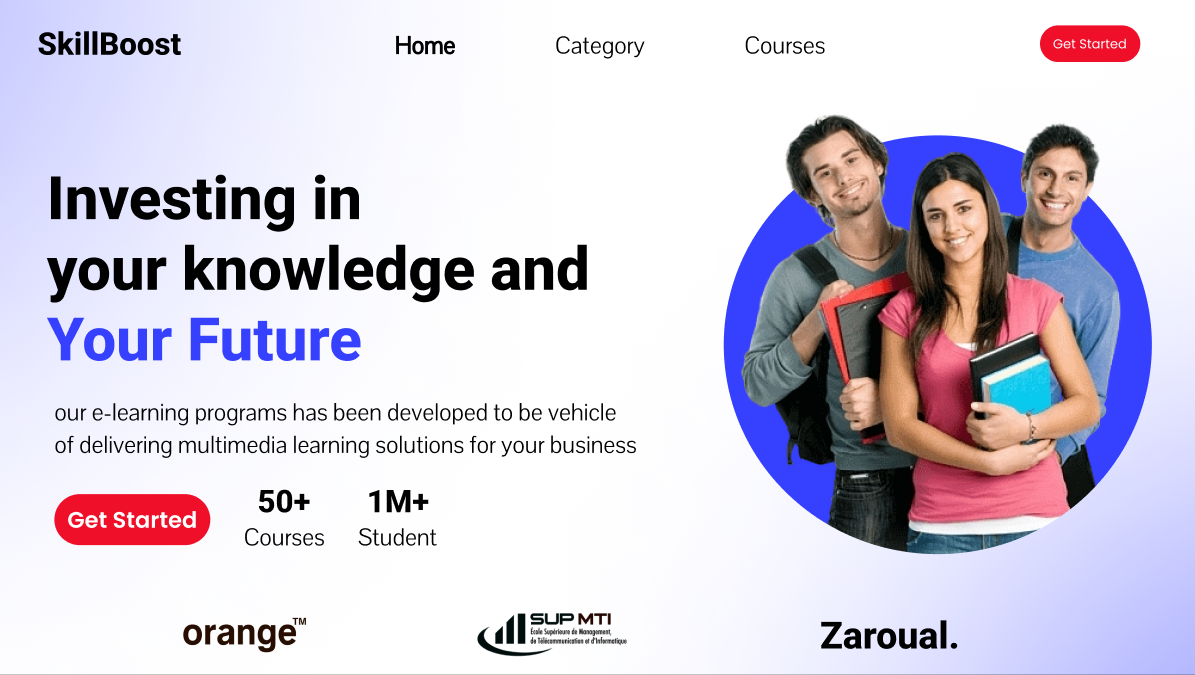 SkillBoost
Home
Category
Courses
Get Started
Investing in
your knowledge and
Your Future
our e-learning programs has been developed to be vehicle
of delivering multimedia learning solutions for your business
Get Started
50+
Courses
1M+
Student
orange™
SUP MTI
École Supérieure de Management,
de Télécommunication et d'Informatique
Zaroual.